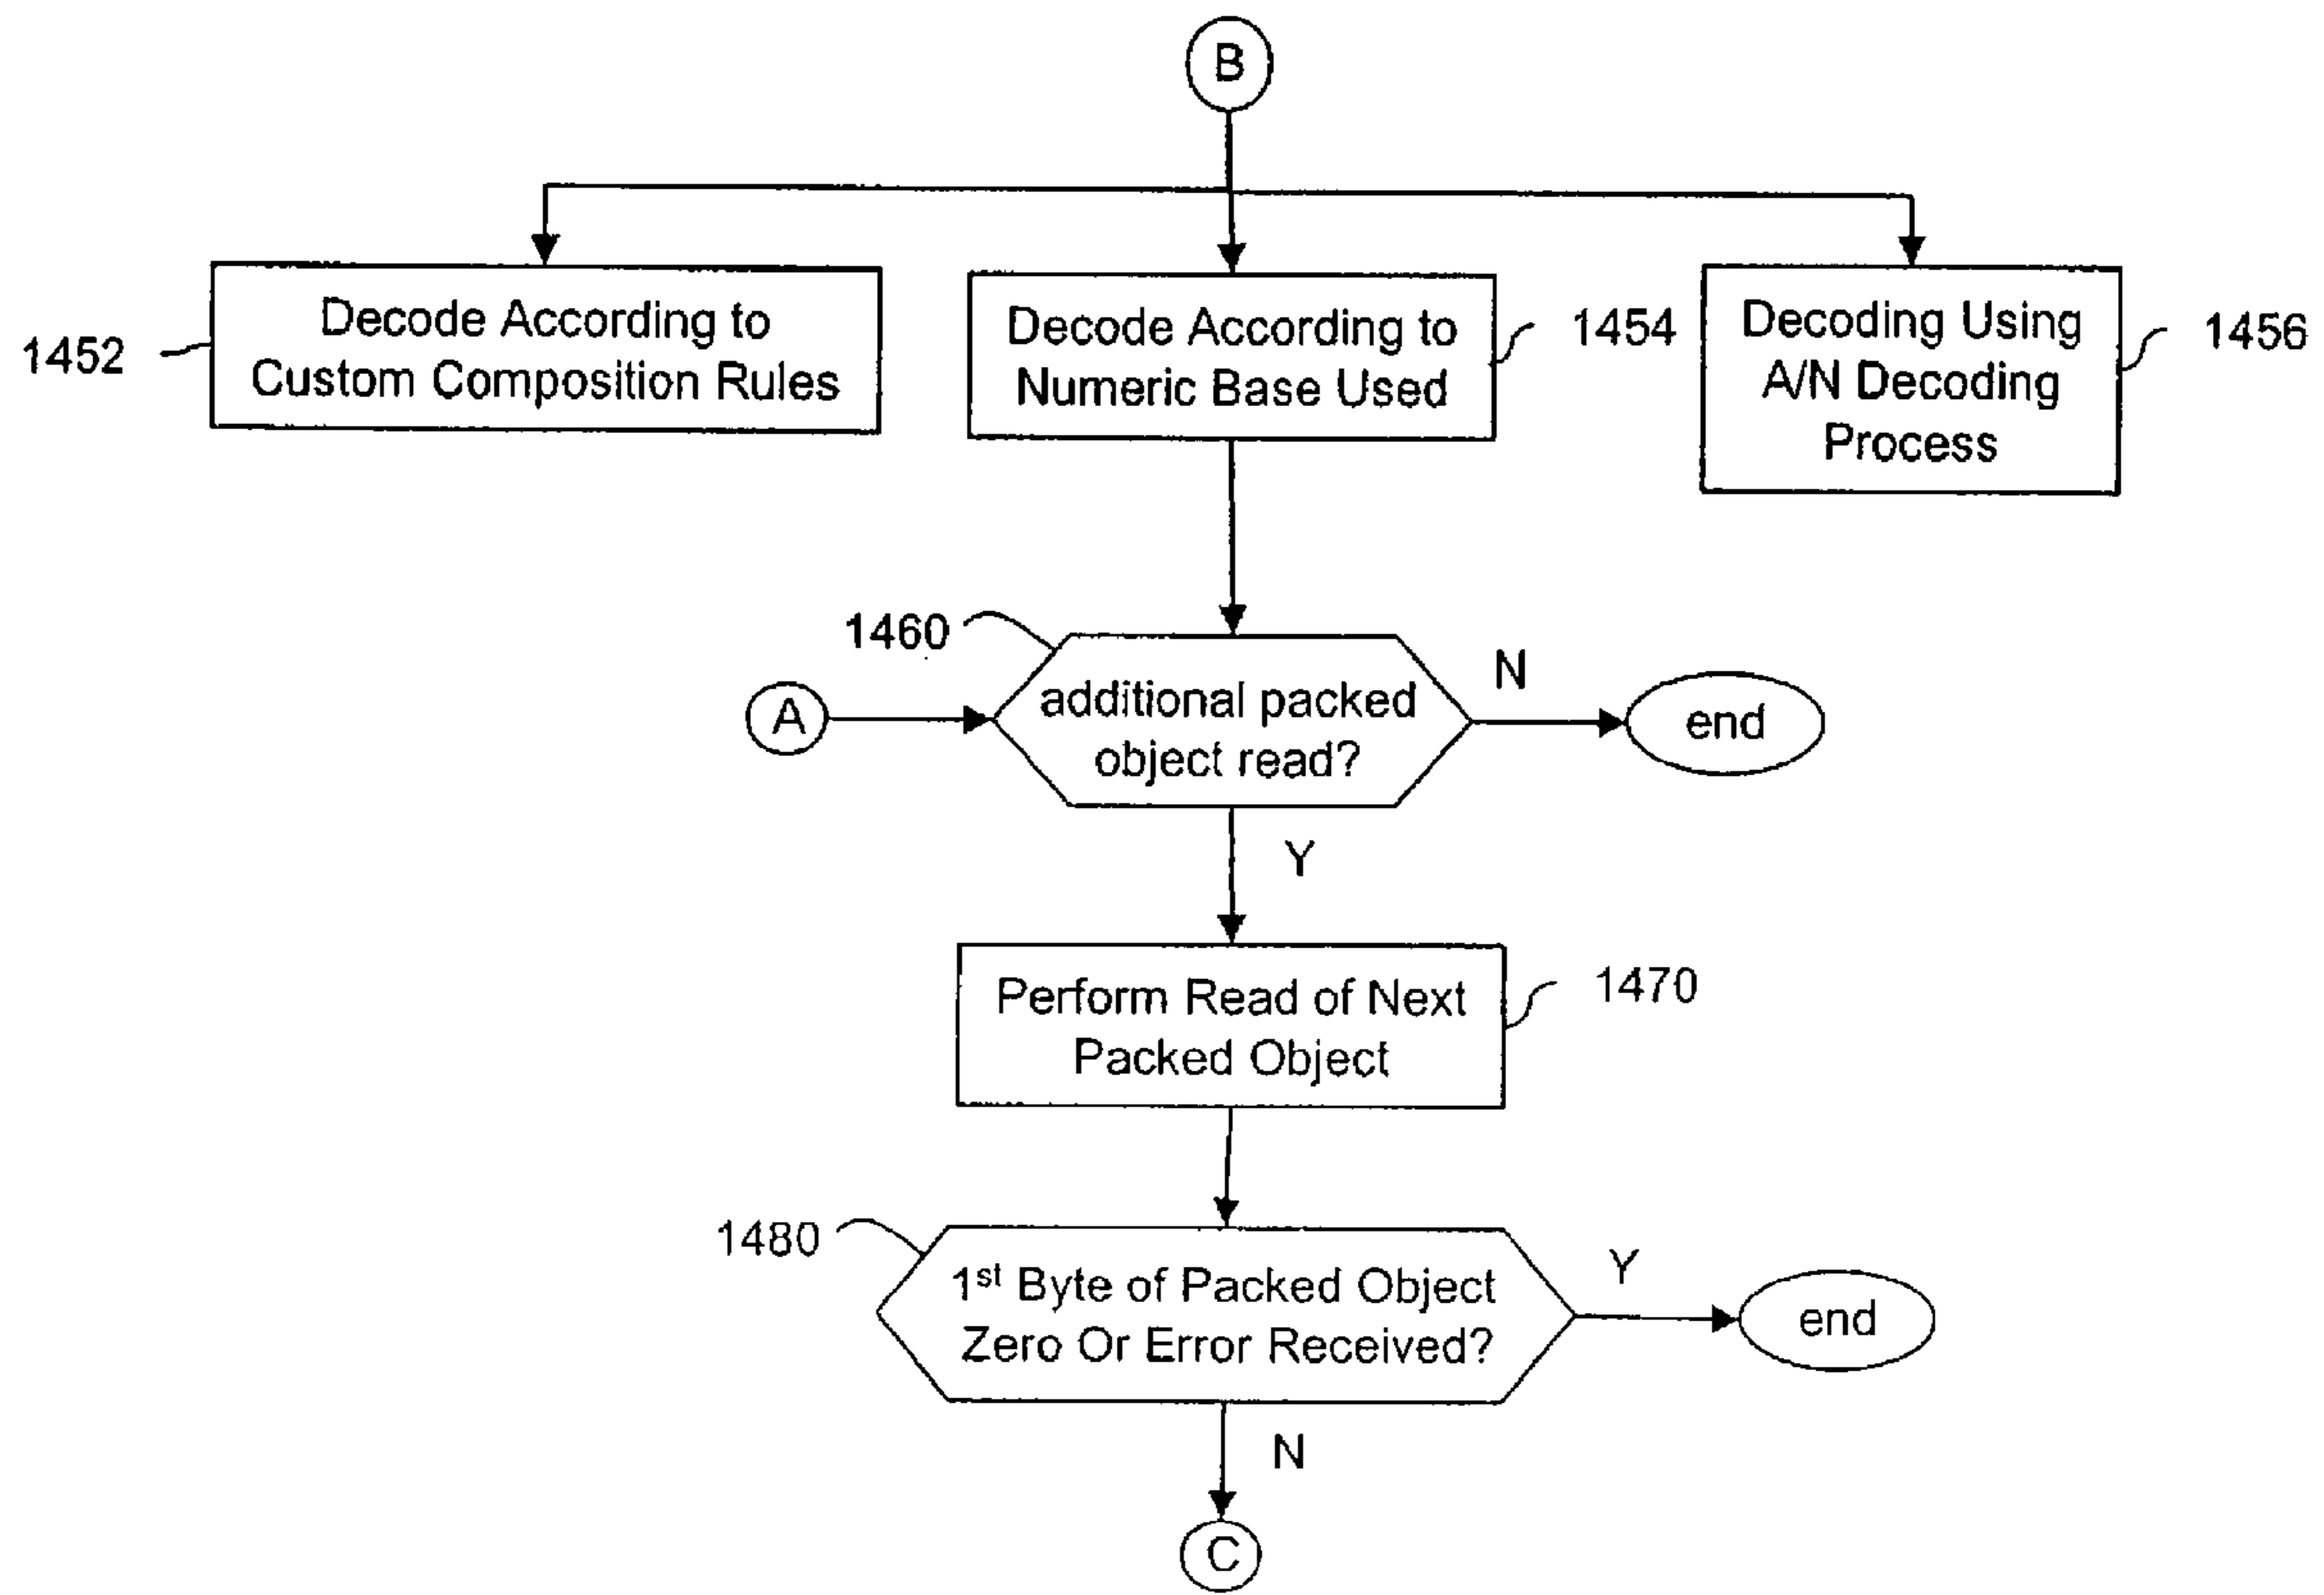 B
Decode According to
Custom Composition Rules
1452
Decode According to
Numeric Base Used
1454
Decoding Using
A/N Decoding
Process
1456
1460
A
additional packed
object read?
N
end
Y
Perform Read of Next
Packed Object
1470
1480
1st Byte of Packed Object
Zero Or Error Received?
Y
end
N
C